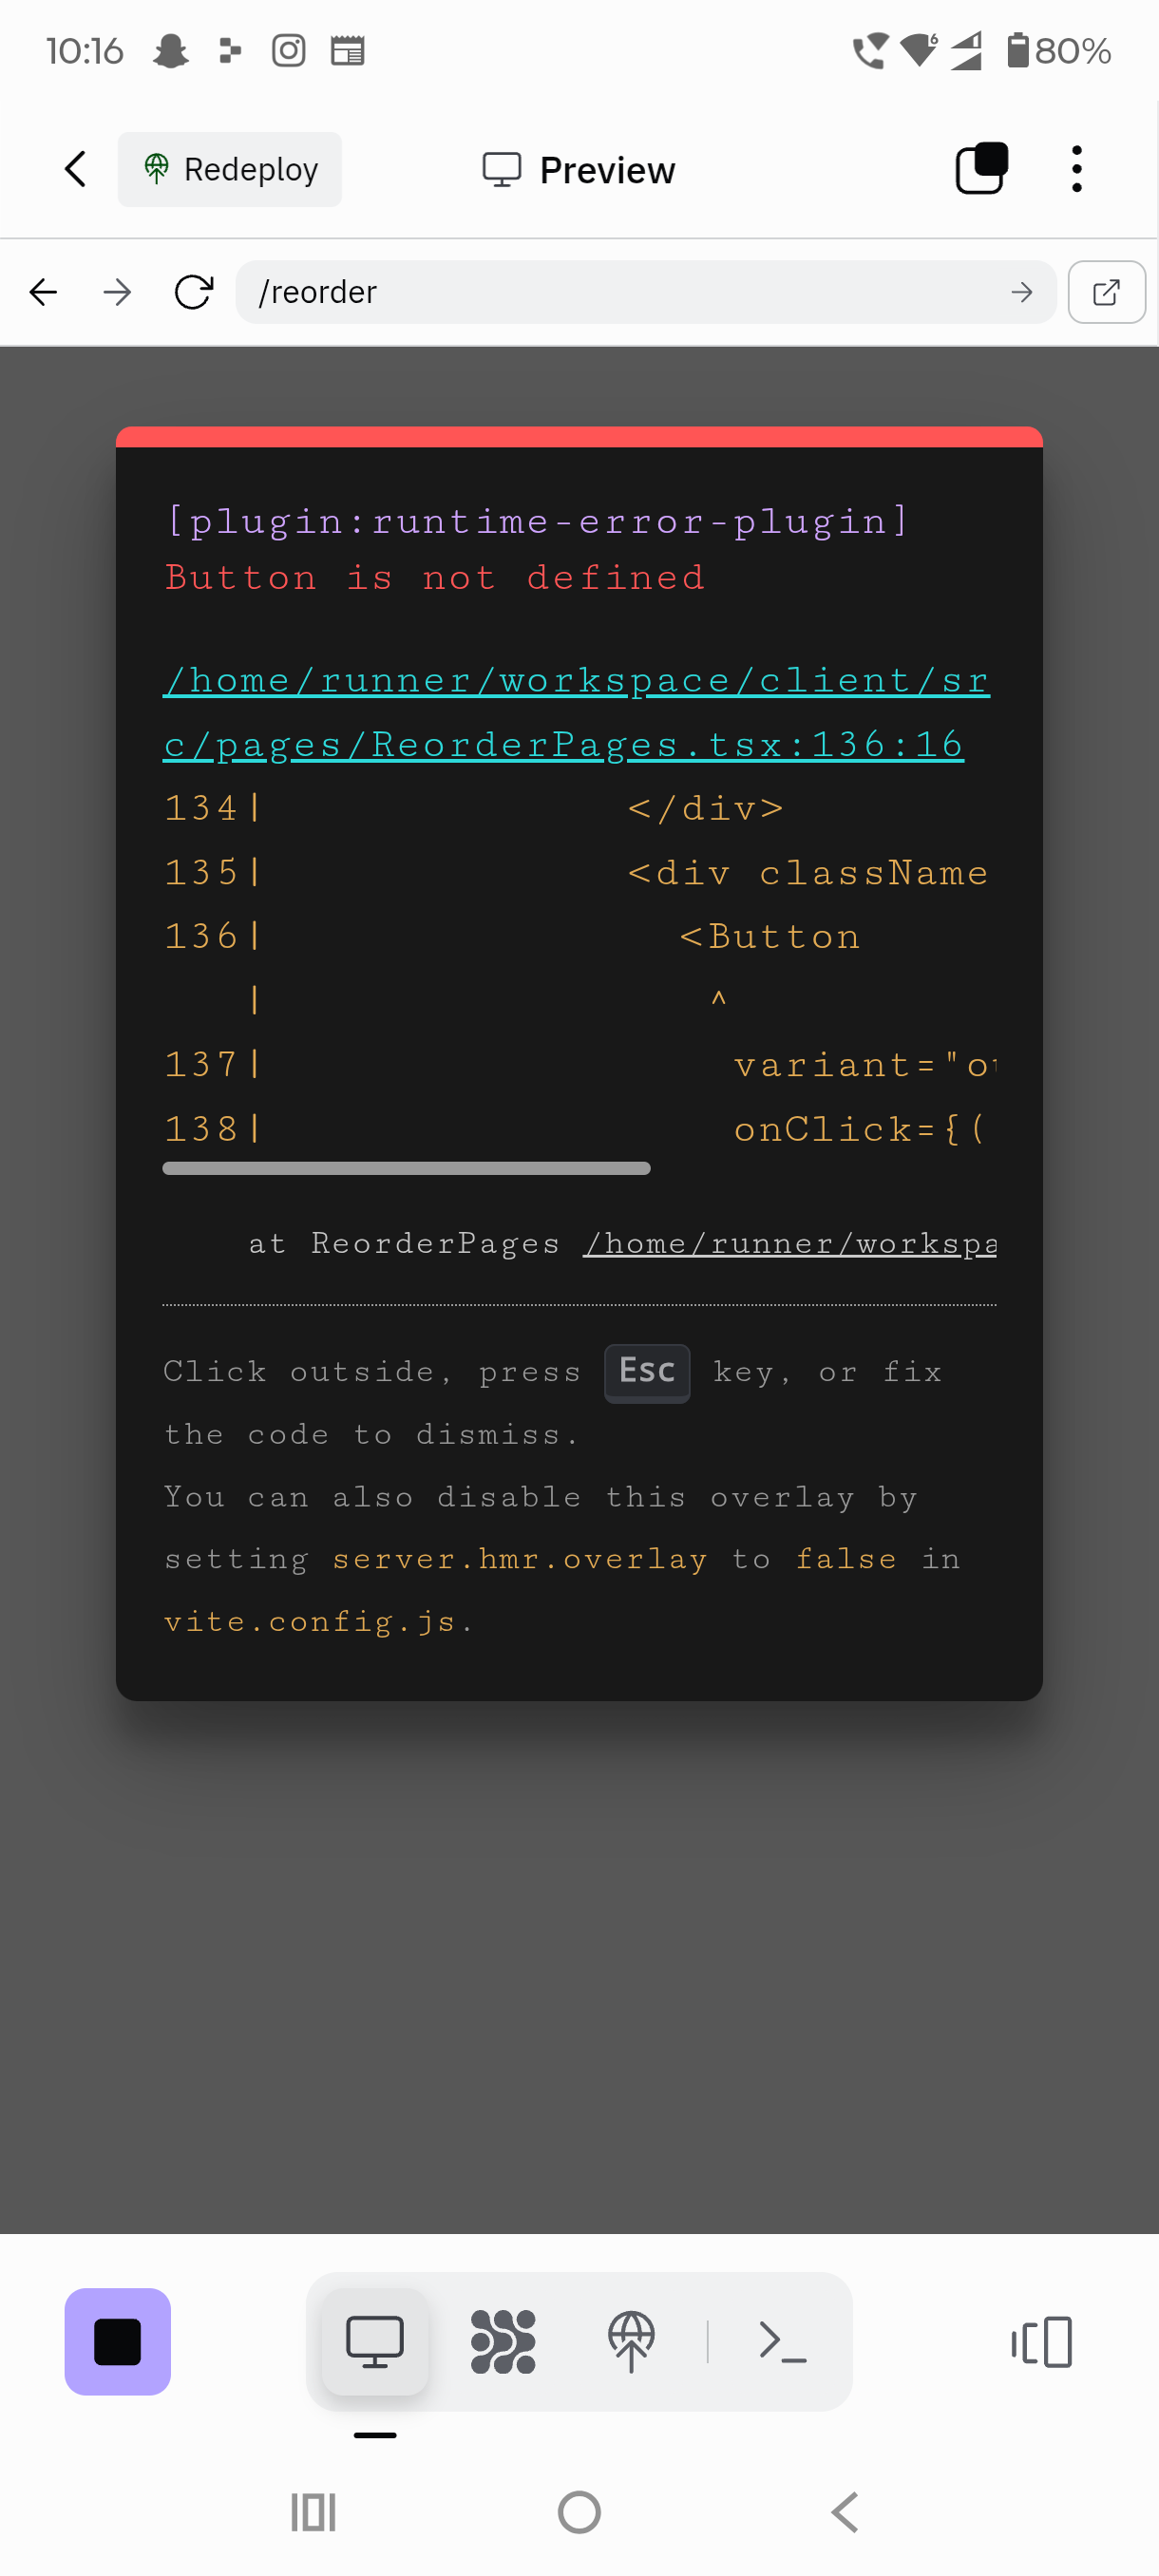 10:16
80%
Redeploy
Preview
/reorder
[plugin:runtime-error-plugin]
Button is not defined
/home/runner/workspace/client/sr
c/pages/ReorderPages.tsx:136:16
134| </div>
135| <div className
136| <Button
| ^
137| variant="ou
138| onClick={(
at ReorderPages /home/runner/workspa
Click outside, press Esc key, or fix
the code to dismiss.
You can also disable this overlay by
setting server.hmr.overlay to false in
vite.config.js.